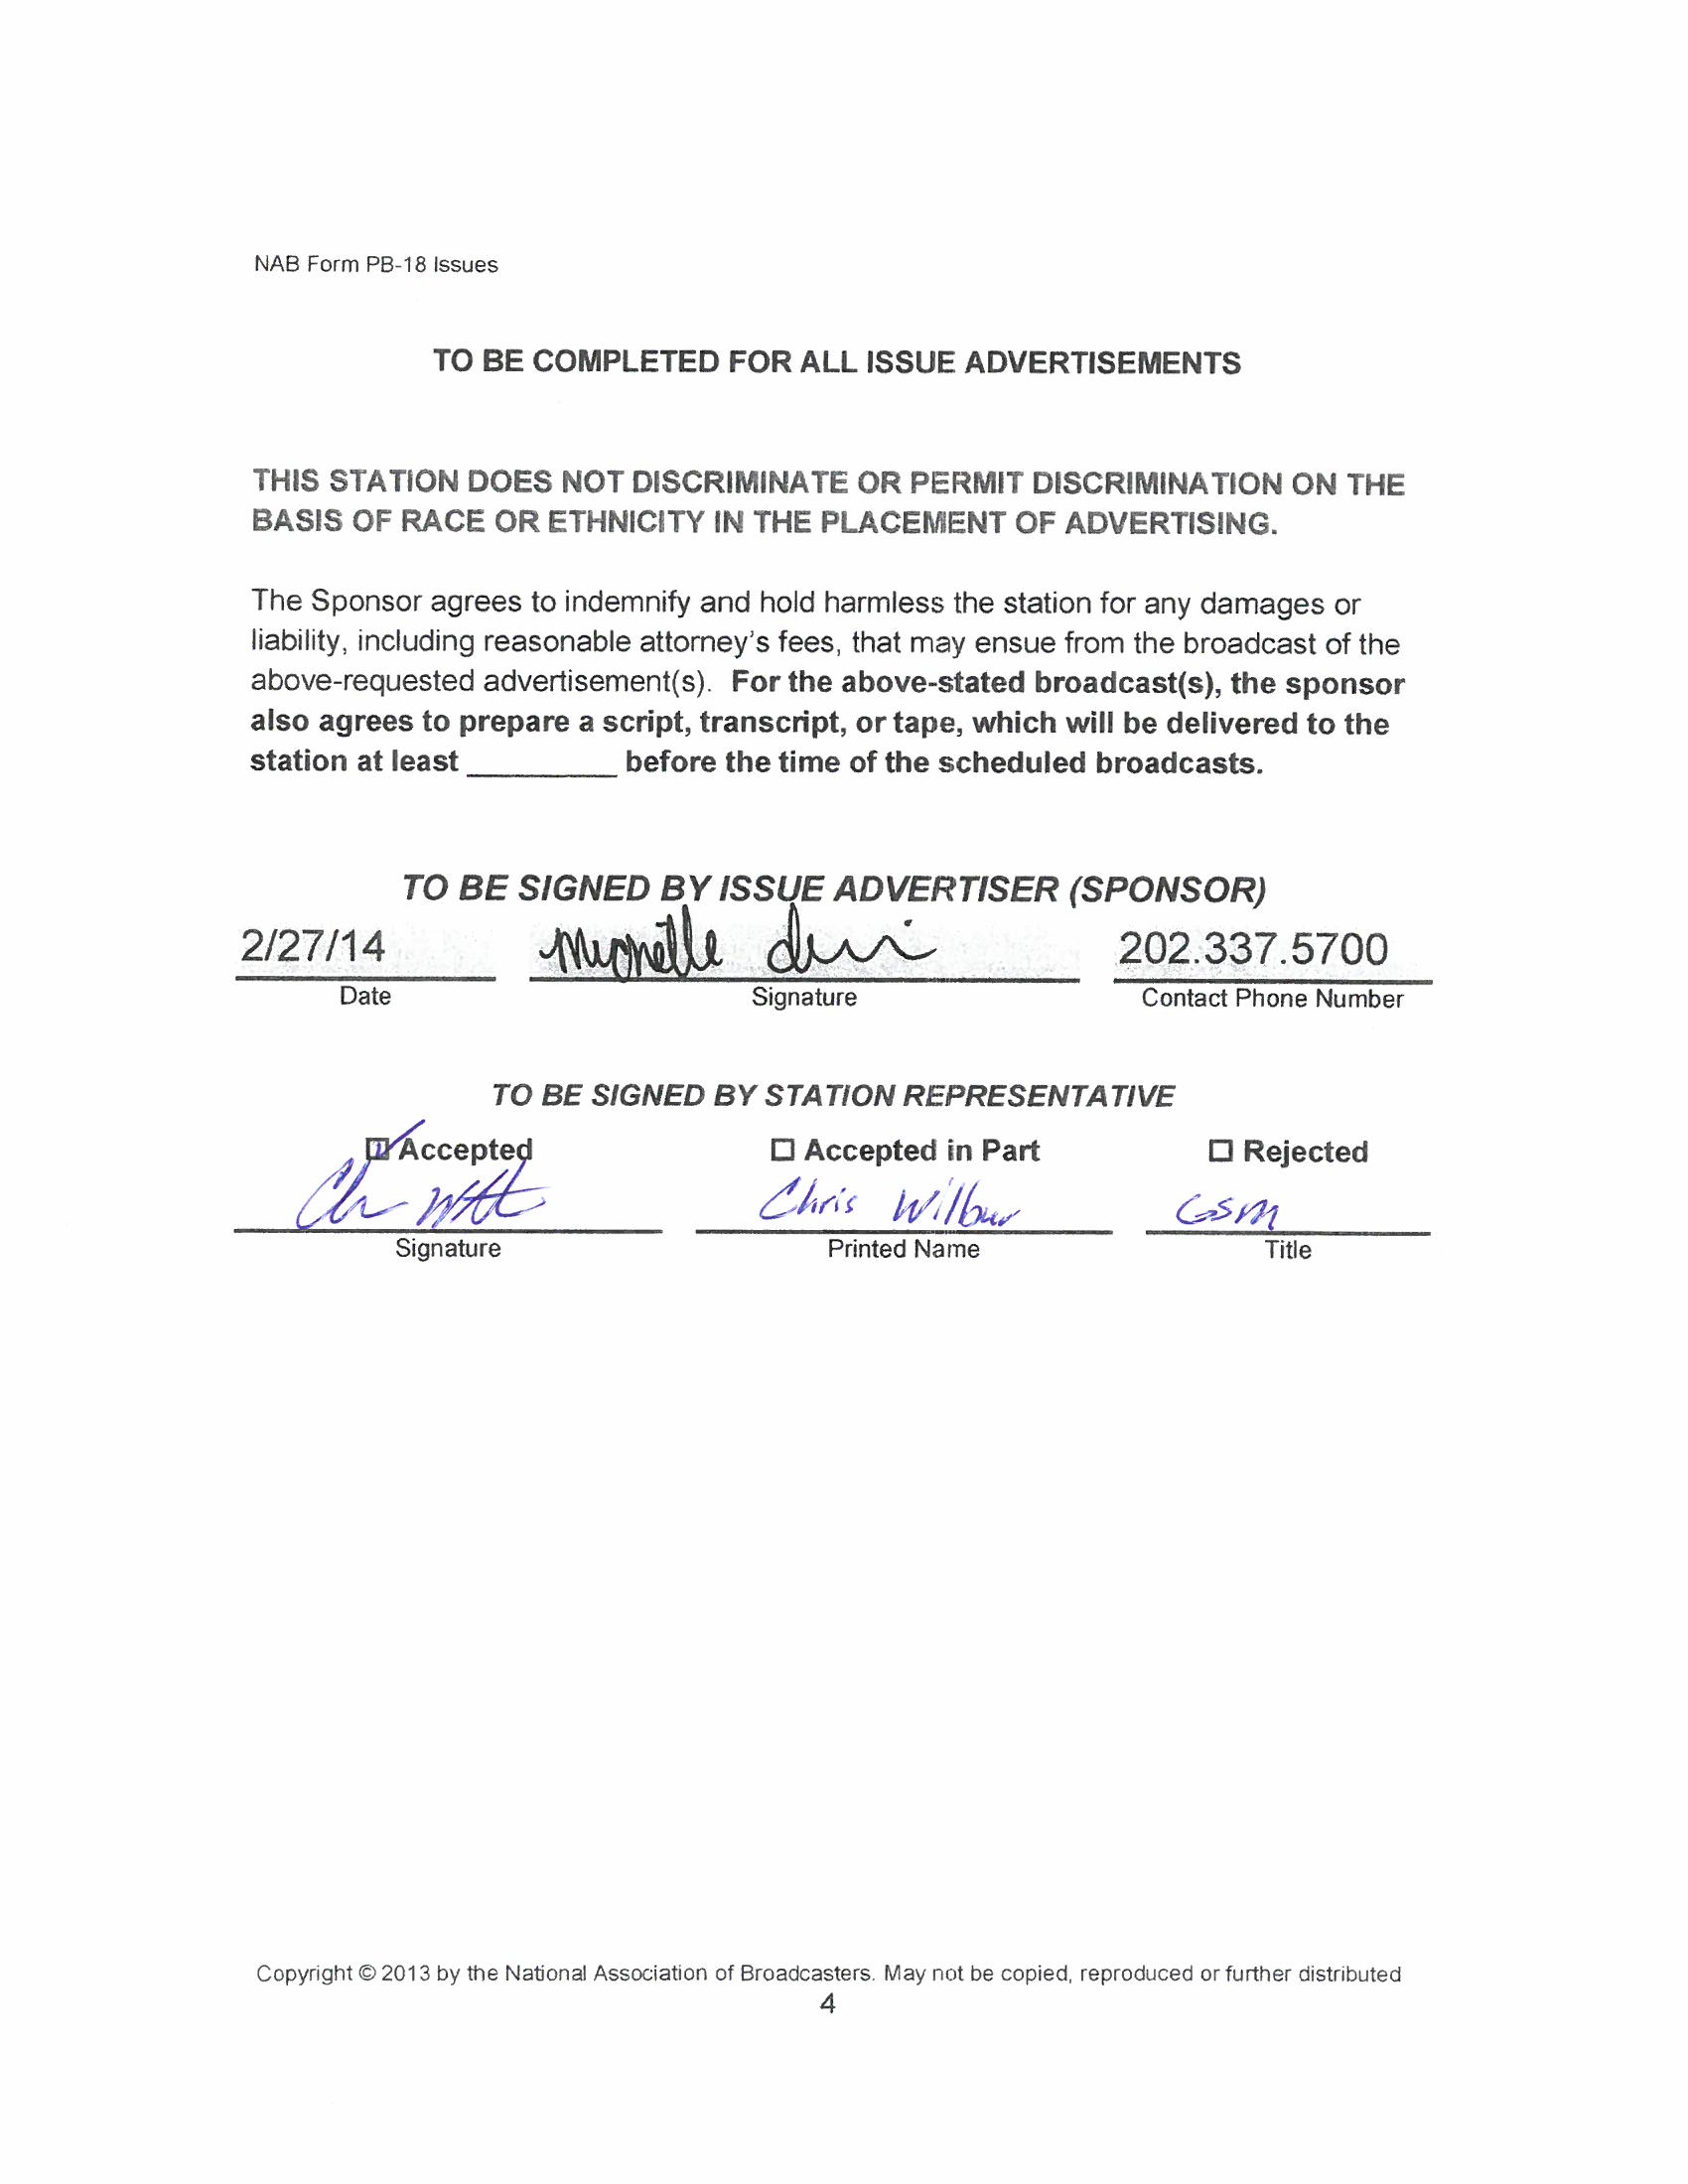 NAB Form PB-18 Issues
TO BE COMPLETED FOR ALL ISSUE ADVERTISEMENTS
THIS STATION DOES NOT DISCRIMINATE OR PERMIT DISCRIMINATION ON THE
BASIS OF RACE OR ETHNICITY IN THE PLACEMENT OF ADVERTISING.
The Sponsor agrees to indemnify and hold harmless the station for any damages or
liability, including reasonable attorney's fees, that may ensue from the broadcast of the
above-requested advertisement(s). For the above-stated broadcast(s), the sponsor
also agrees to prepare a script, transcript, or tape, which will be delivered to the
station at least _________ before the time of the scheduled broadcasts.
TO BE SIGNED BY ISSUE ADVERTISER (SPONSOR)
2/27/14 202.337.5700
Date Signature Contact Phone Number
TO BE SIGNED BY STATION REPRESENTATIVE
Accepted Accepted in Part Rejected
Chris Wilbur GSM
Signature Printed Name Title
Copyright © 2013 by the National Association of Broadcasters. May not be copied, reproduced or further distributed
4